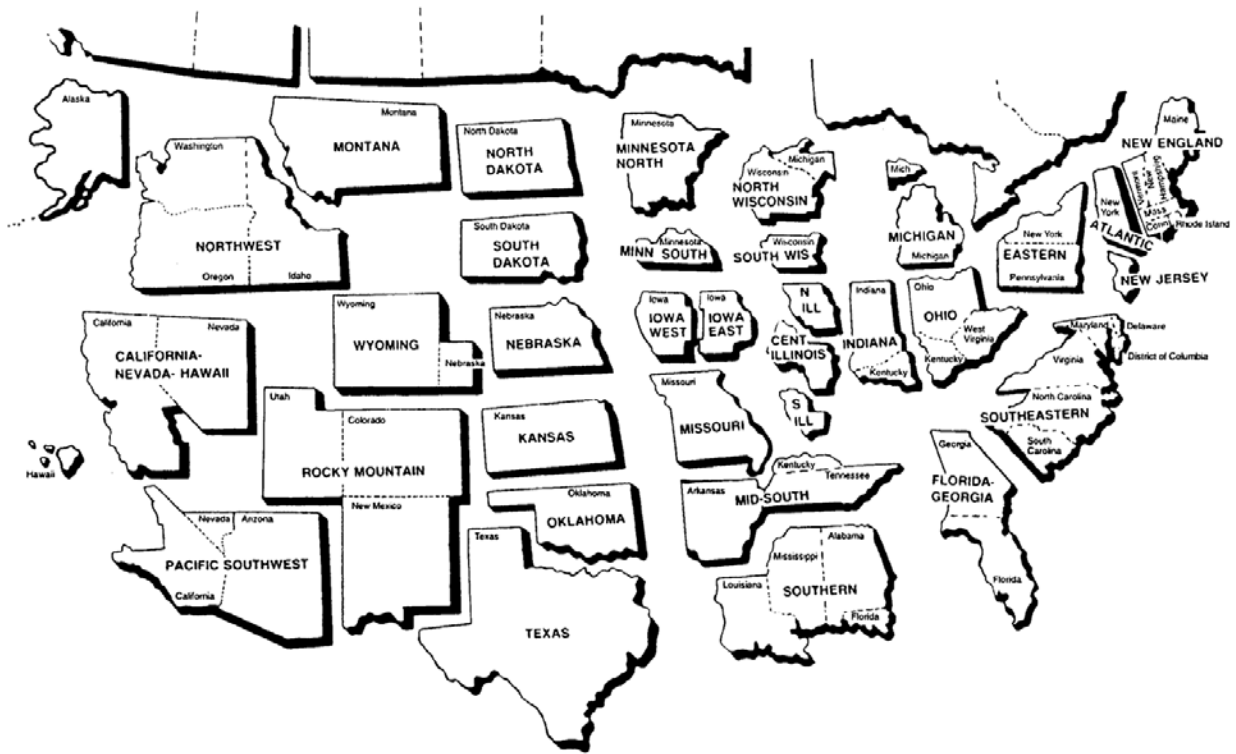 Alaska
Washington
NORTHWEST
Oregon
Idaho
Montana
MONTANA
North Dakota
NORTH
DAKOTA
South Dakota
SOUTH
DAKOTA
Minnesota
MINNESOTA
NORTH
Minnesota
MINN SOUTH
Michigan
Wisconsin
NORTH
WISCONSIN
Wisconsin
SOUTH WIS
Mich
MICHIGAN
Michigan
Maine
NEW ENGLAND
Vermont
New
Hampshire
Mass
Conn
Rhode Island
New
York
ATLANTIC
New York
EASTERN
Pennsylvania
NEW JERSEY
California
Nevada
CALIFORNIA-
NEVADA- HAWAII
Hawaii
Wyoming
WYOMING
Nebraska
Nebraska
NEBRASKA
Iowa
IOWA
WEST
Iowa
IOWA
EAST
N
ILL
CENT
ILLINOIS
S
ILL
Indiana
INDIANA
Kentucky
Ohio
OHIO
West
Virginia
Kentucky
Maryland
Delaware
District of Columbia
Virginia
North Carolina
SOUTHEASTERN
South
Carolina
Utah
Colorado
ROCKY MOUNTAIN
New Mexico
Kansas
KANSAS
Missouri
MISSOURI
Oklahoma
OKLAHOMA
Kentucky
Tennessee
Arkansas
MID-SOUTH
Georgia
FLORIDA-
GEORGIA
Florida
Nevada
Arizona
PACIFIC SOUTHWEST
California
Texas
TEXAS
Alabama
Mississippi
Louisiana
SOUTHERN
Florida